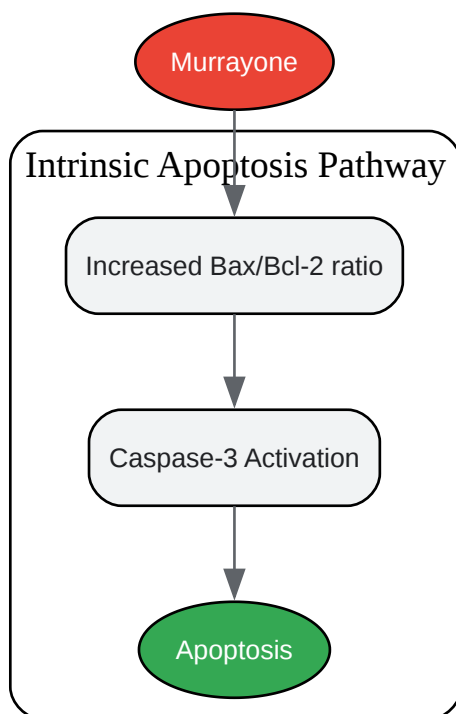 Murrayone
Intrinsic Apoptosis Pathway
Increased Bax/Bcl-2 ratio
Caspase-3 Activation
Apoptosis